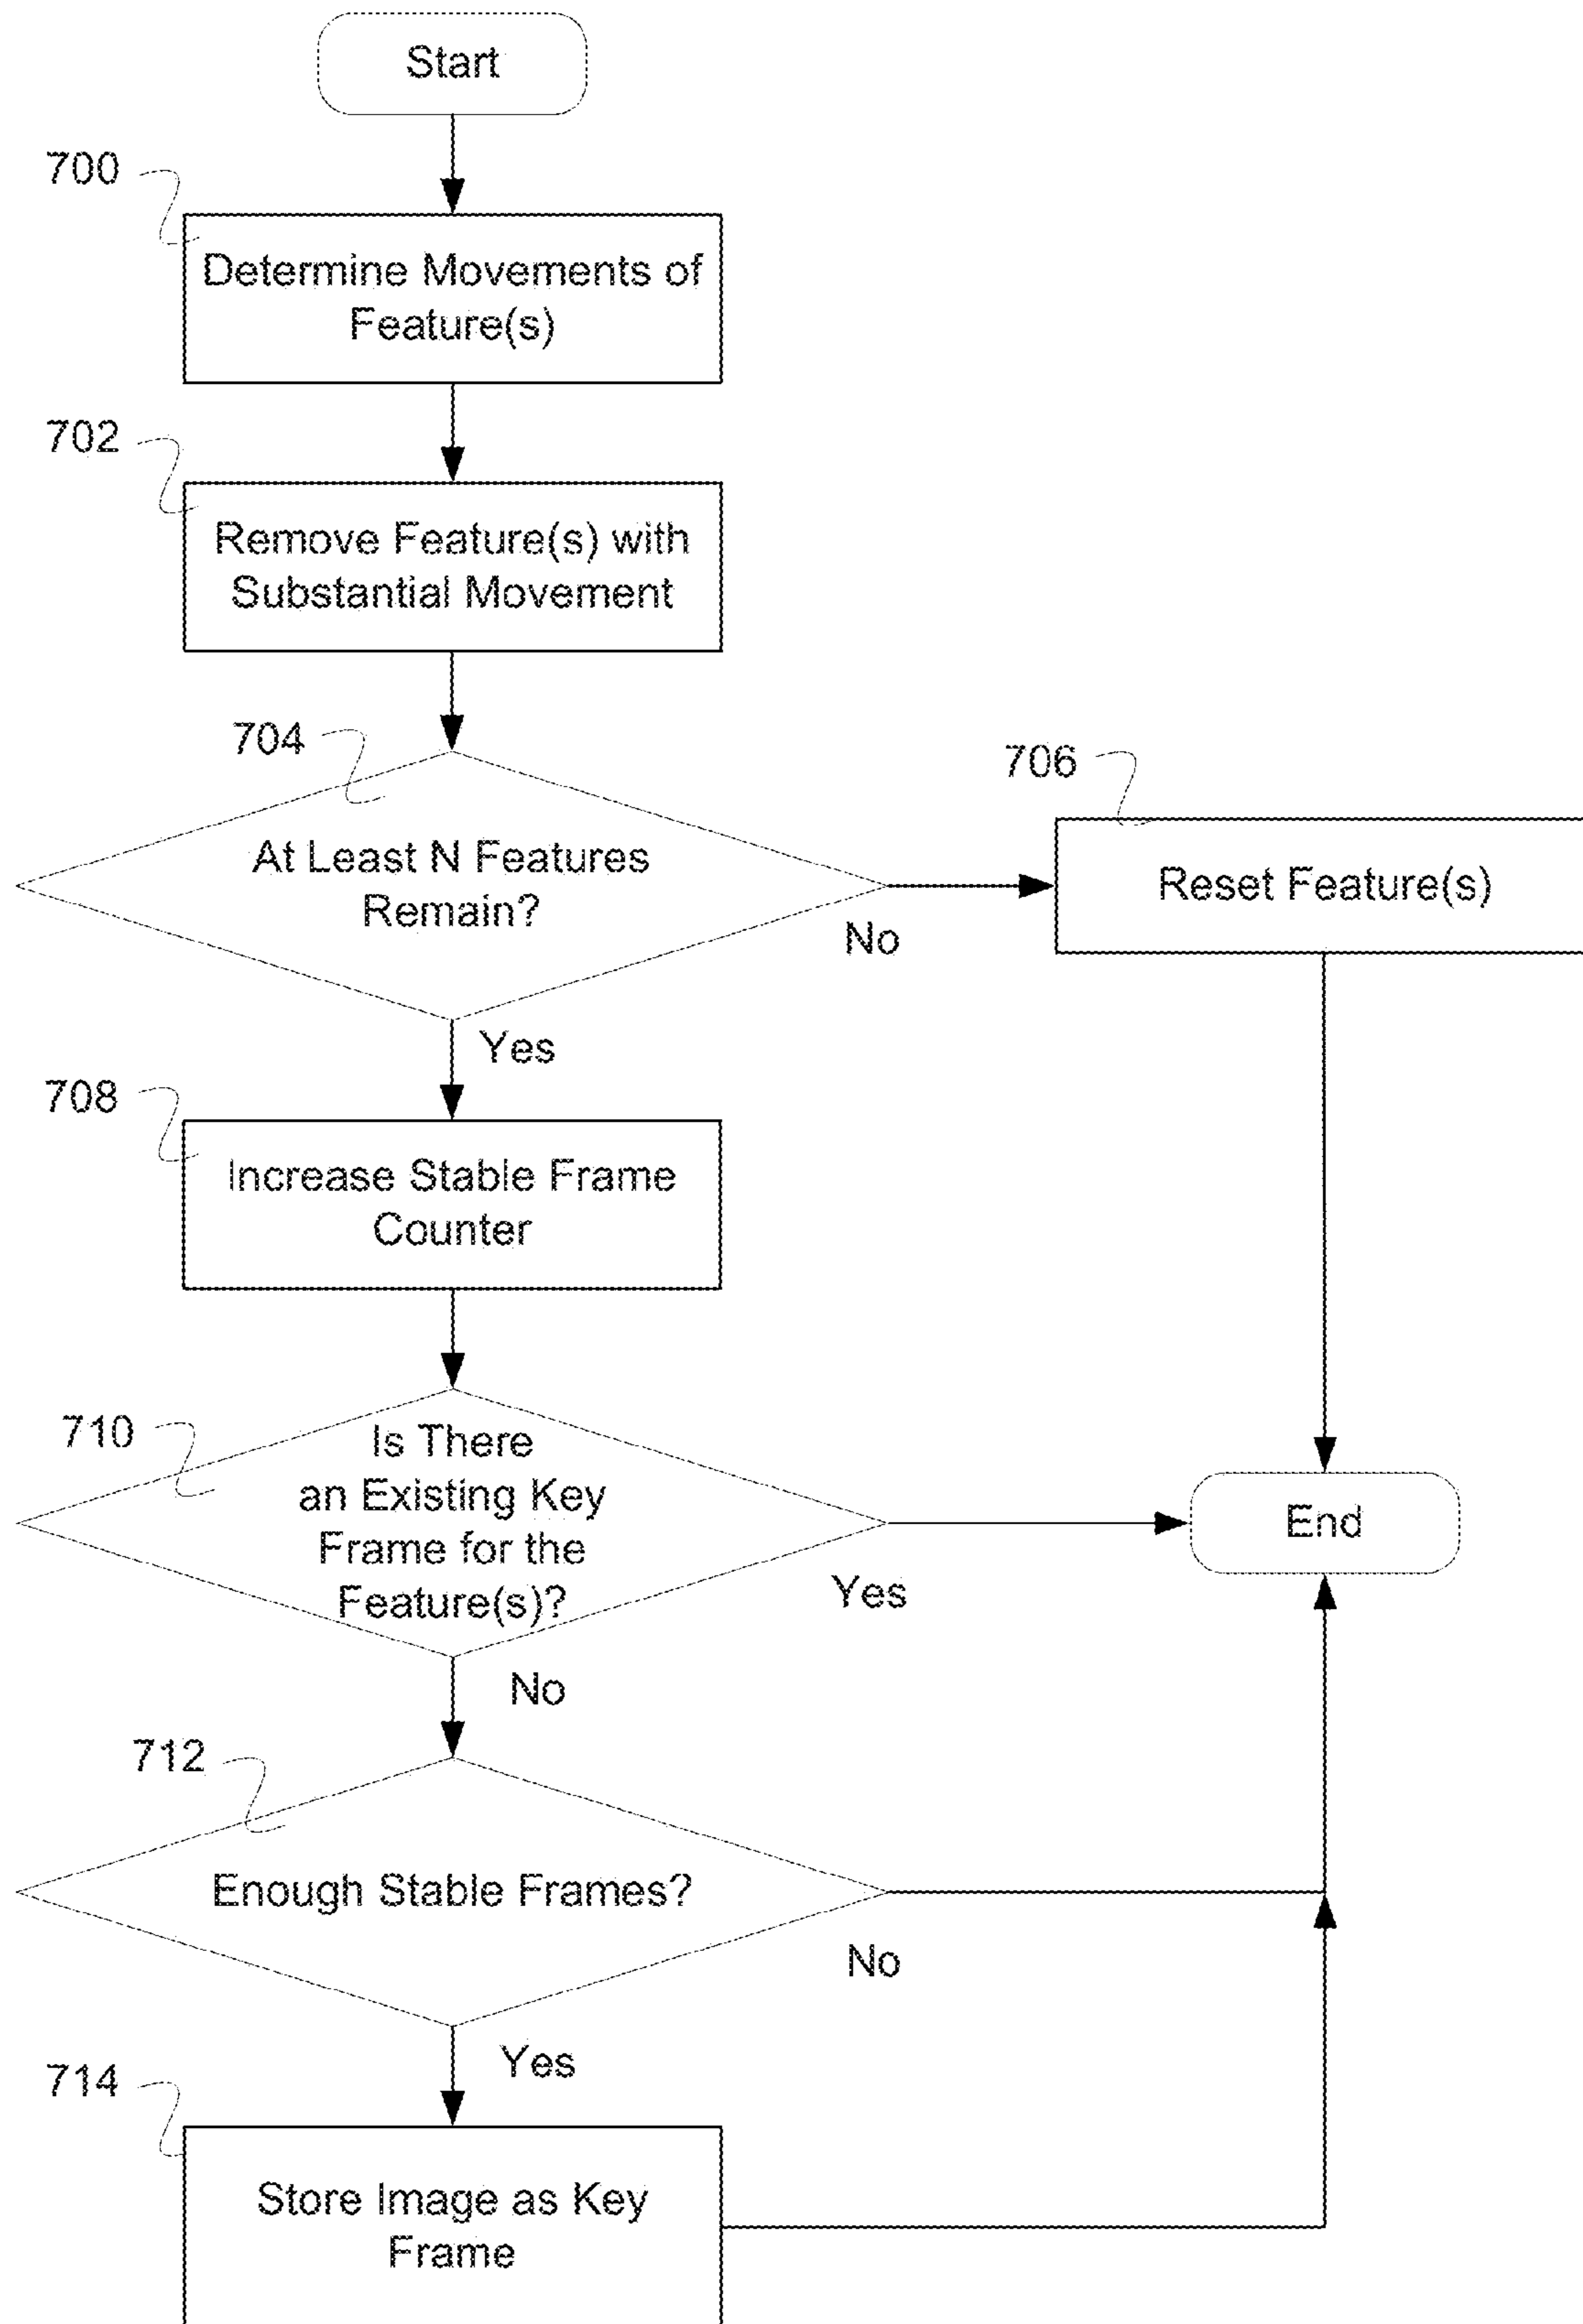 Start
700
Determine Movements of
Feature(s)
702
Remove Feature(s) with
Substantial Movement
704
At Least N Features
Remain?
No
706
Reset Feature(s)
Yes
708
Increase Stable Frame
Counter
710
Is There
an Existing Key
Frame for the
Feature(s)?
Yes
End
No
712
Enough Stable Frames?
No
Yes
714
Store Image as Key
Frame